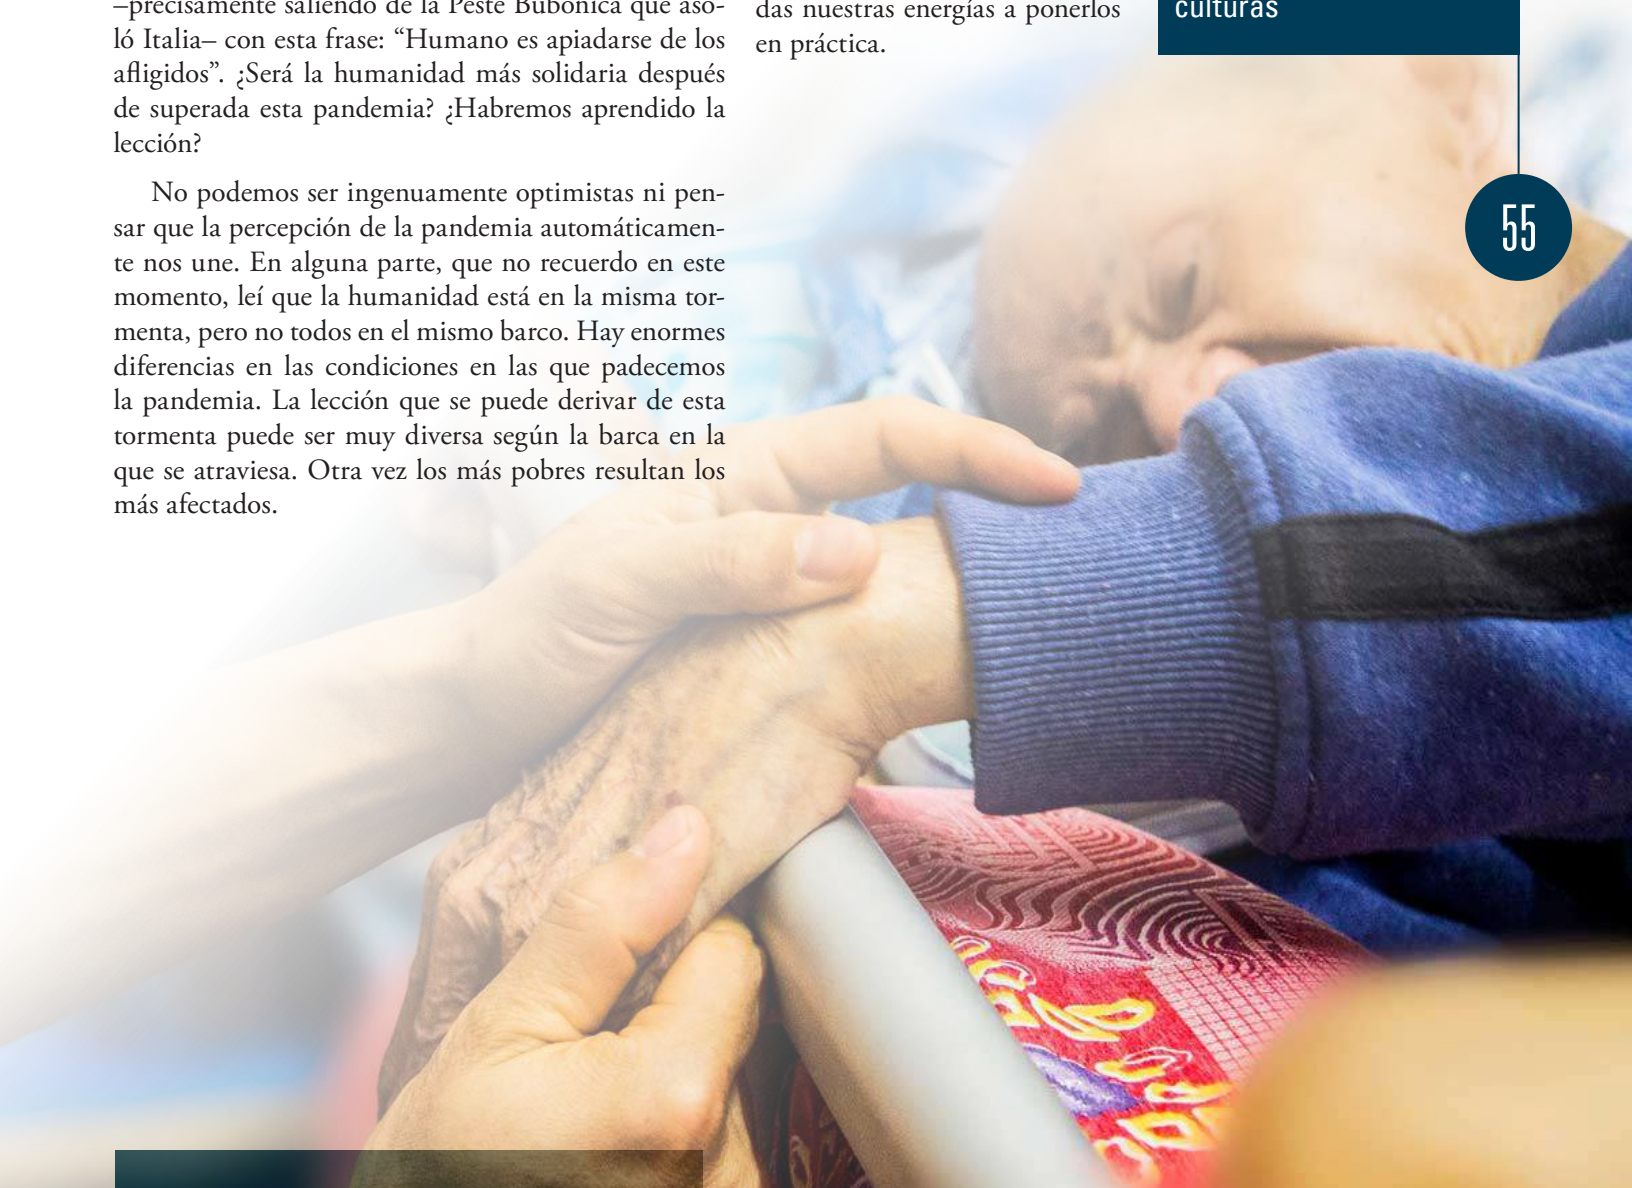 –precisamente saliendo de la Peste Bubónica que aso-
ló Italia– con esta frase: “Humano es apiadarse de los
afligidos”. ¿Será la humanidad más solidaria después
de superada esta pandemia? ¿Habremos aprendido la
lección?
No podemos ser ingenuamente optimistas ni pen-
sar que la percepción de la pandemia automáticamen-
te nos une. En alguna parte, que no recuerdo en este
momento, leí que la humanidad está en la misma tor-
menta, pero no todos en el mismo barco. Hay enormes
diferencias en las condiciones en las que padecemos
la pandemia. La lección que se puede derivar de esta
tormenta puede ser muy diversa según la barca en la
que se atraviesa. Otra vez los más pobres resultan los
más afectados.
das nuestras energías a ponerlos
en práctica.
culturas
55